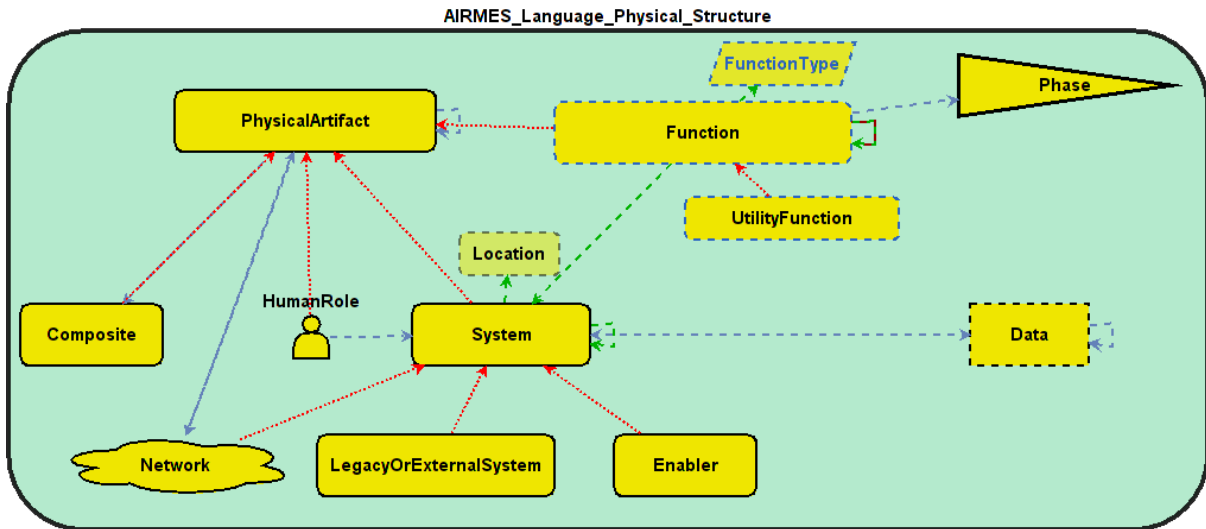 AIRMES_Language_Physical_Structure
FunctionType
Phase
PhysicalArtifact
Function
UtilityFunction
Location
HumanRole
Composite
System
Data
Network
LegacyOrExternalSystem
Enabler